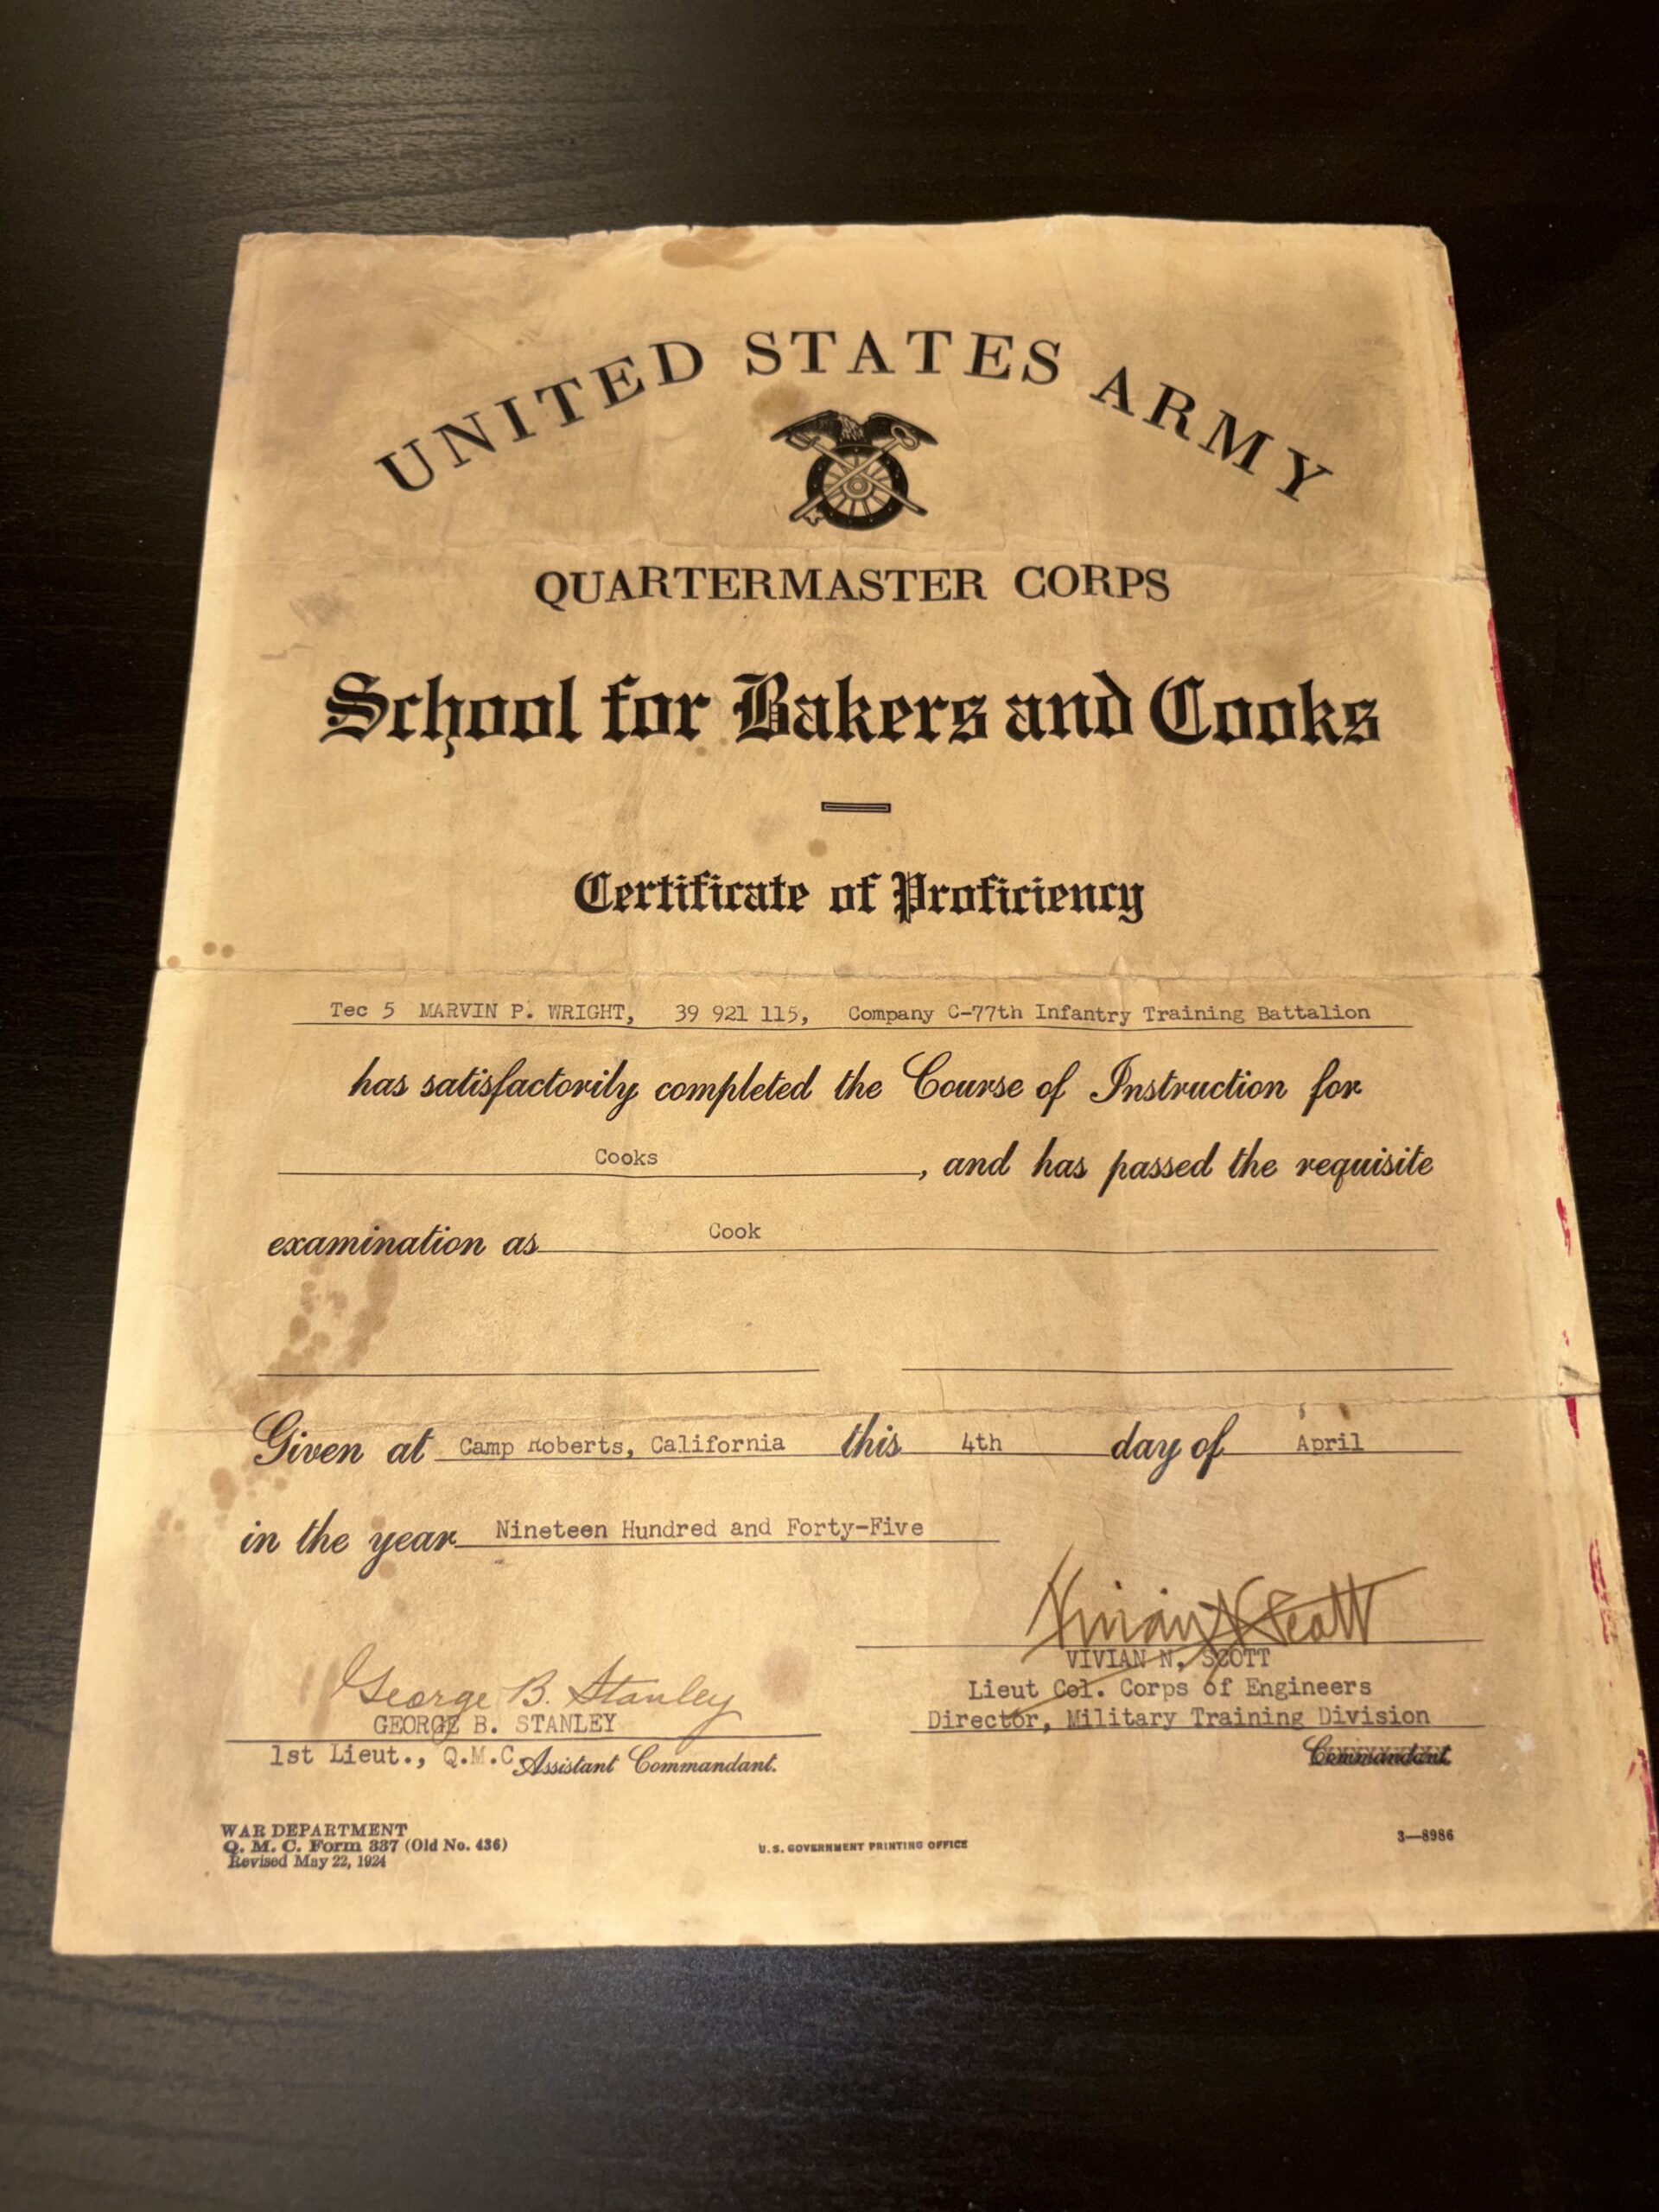 UNITED STATES ARMY
QUARTERMASTER CORPS
School for Bakers and Cooks
Certificate of Proficiency
Tec 5 MARVIN P. WRIGHT, 39 921 115, Company C-77th Infantry Training Battalion
has satisfactorily completed the Course of Instruction for
Cooks, and has passed the requisite
examination as Cook
Given at Camp Roberts, California this 4th day of April
in the year Nineteen Hundred and Forty-Five
Vivian N Scott
VIVIAN N. SCOTT
Lieut Col. Corps of Engineers
Director, Military Training Division
Commandant.
George B. Stanley
GEORGE B. STANLEY
1st Lieut., Q.M.C. Assistant Commandant.
WAR DEPARTMENT
Q. M. C. Form 337 (Old No. 436)
Revised May 22, 1924
U.S. GOVERNMENT PRINTING OFFICE
3—8986